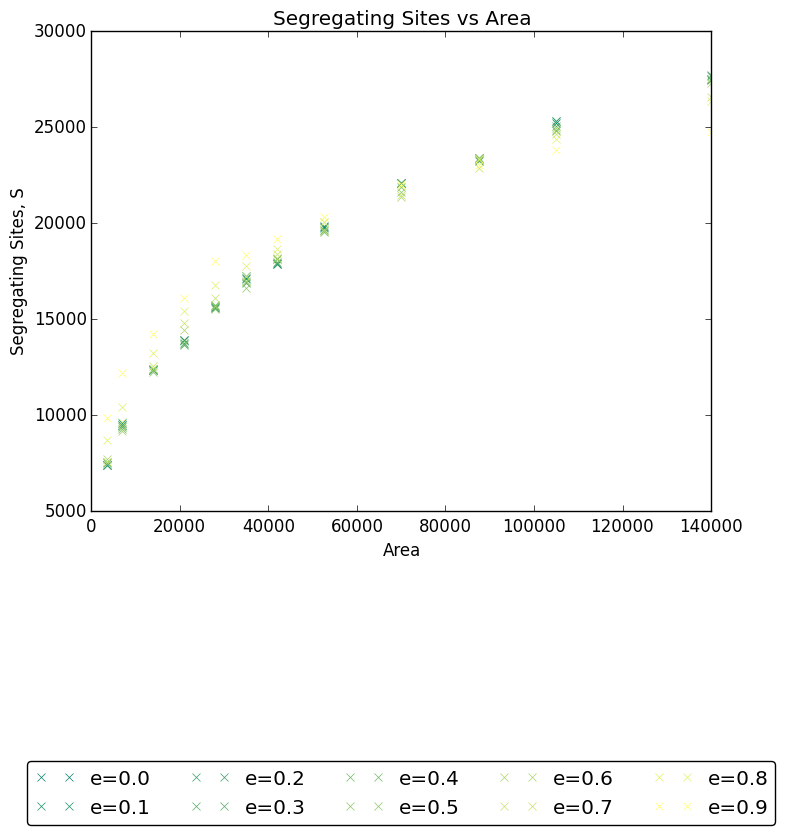 Segregating Sites vs Area
30000
25000
20000
15000
10000
5000
Segregating Sites, S
0 20000 40000 60000 80000 100000 120000 140000
Area
e=0.0 e=0.2 e=0.4 e=0.6 e=0.8
e=0.1 e=0.3 e=0.5 e=0.7 e=0.9